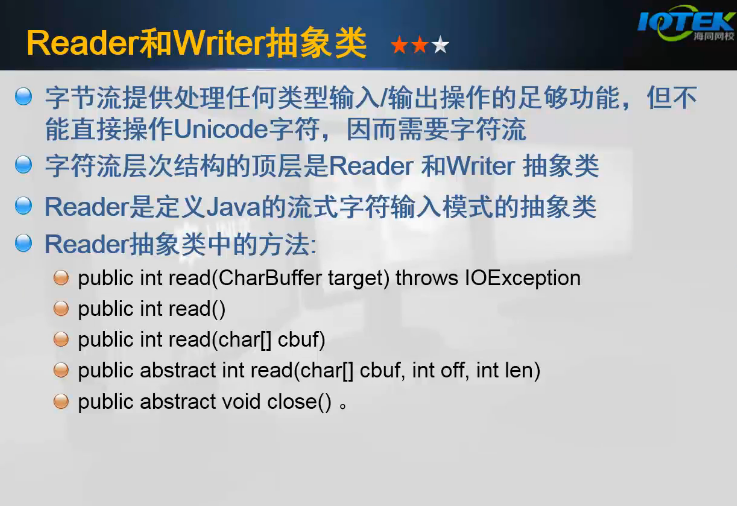 Reader和Writer抽象类
IOTEK
海同网校
字节流提供处理任何类型输入/输出操作的足够功能，但不
能直接操作Unicode字符，因而需要字符流
字符流层次结构的顶层是Reader 和Writer 抽象类
Reader是定义Java的流式字符输入模式的抽象类
Reader抽象类中的方法:
public int read(CharBuffer target) throws IOException
public int read()
public int read(char[] cbuf)
public abstract int read(char[] cbuf, int off, int len)
public abstract void close() 。